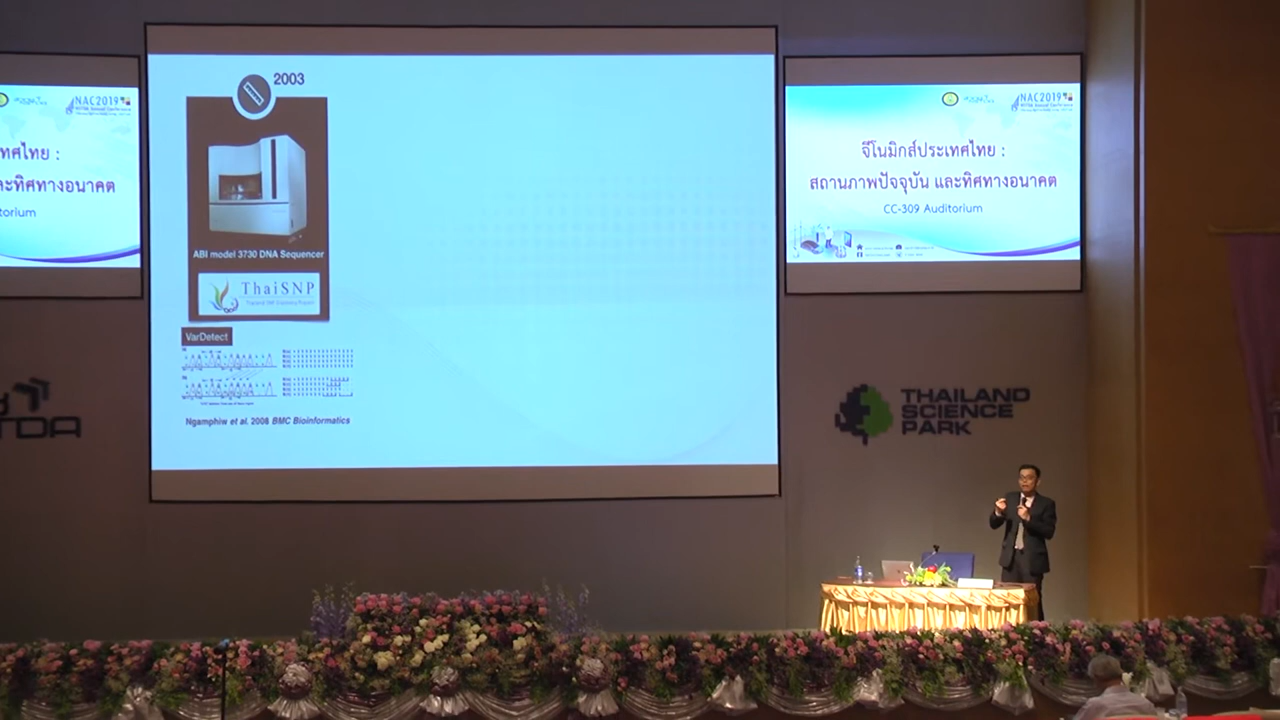 2003
ABI model 3730 DNA Sequencer
ThaiSNP
VarDetect
Ngamphiw et al. 2008 BMC Bioinformatics
ทศไทย :
ละทิศทางอนาคต
torium
NAC2019
NAC2019
จีโนมิกส์ประเทศไทย :
สถานภาพปัจจุบัน และทิศทางอนาคต
CC-309 Auditorium
TDA
THAILAND
SCIENCE
PARK